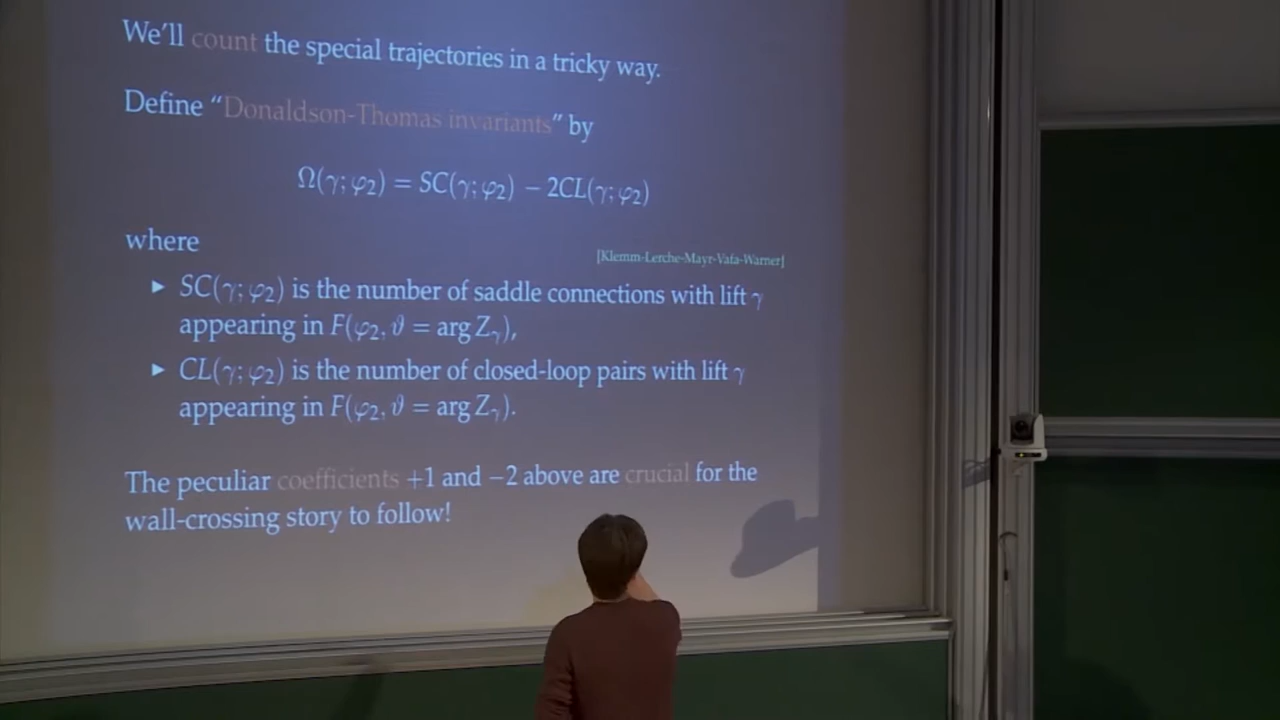 We'll count the special trajectories in a tricky way.
Define “Donaldson-Thomas invariants” by
Ω(γ; φ₂) = SC(γ; φ₂) − 2CL(γ; φ₂)
where
[Klemm-Lerche-Mayr-Vafa-Warner]
▸ SC(γ; φ₂) is the number of saddle connections with lift γ
appearing in F(φ₂, ϑ = arg Zᵧ),
▸ CL(γ; φ₂) is the number of closed-loop pairs with lift γ
appearing in F(φ₂, ϑ = arg Zᵧ).
The peculiar coefficients +1 and −2 above are crucial for the
wall-crossing story to follow!